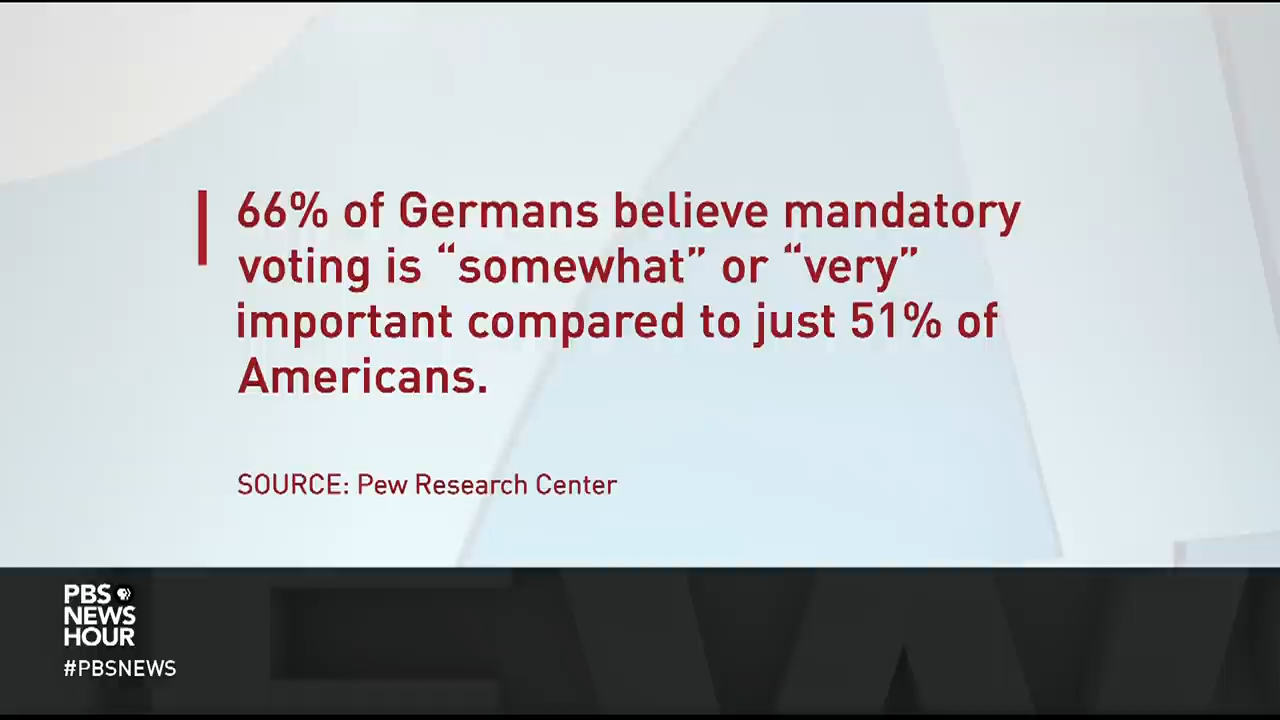 66% of Germans believe mandatory
voting is “somewhat” or “very”
important compared to just 51% of
Americans.
SOURCE: Pew Research Center
PBS
NEWS
HOUR
#PBSNEWS